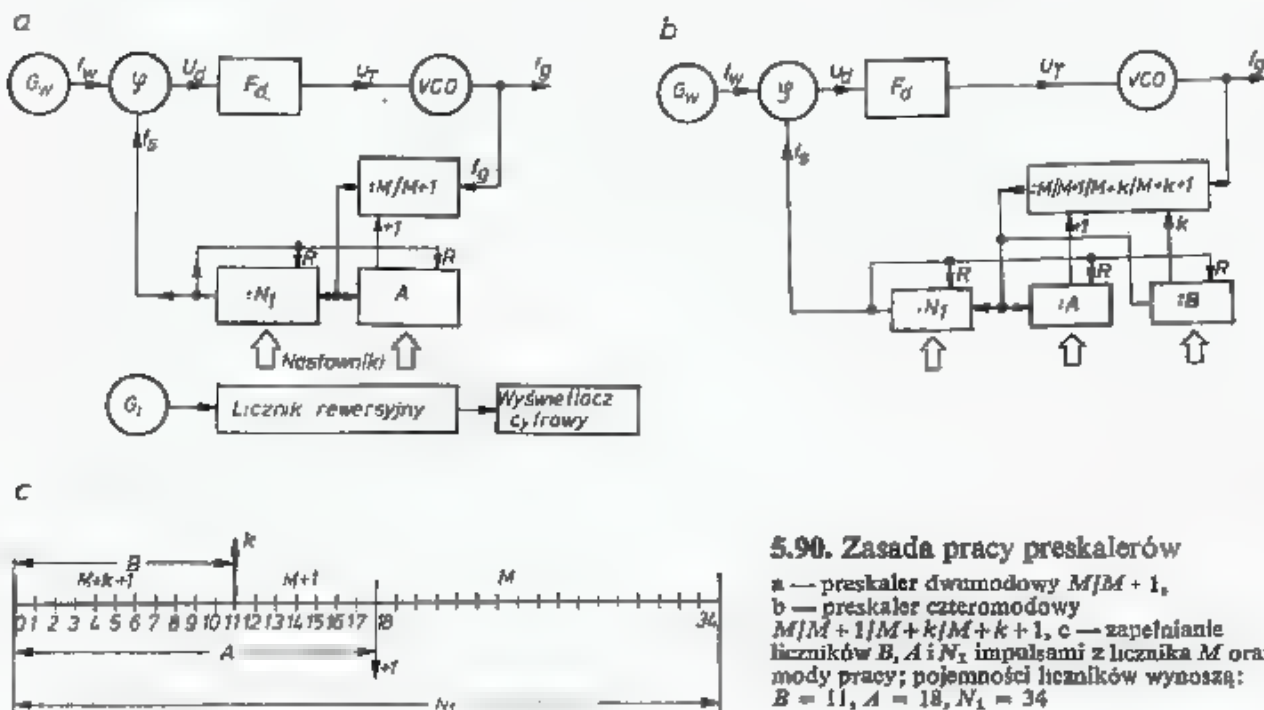 a
G_w f_w φ U_d F_d u_T VCO f_g
f_s
:M/M+1 f_g
+1
R R
:N_1 A
Nastawniki
G_i Licznik rewersyjny Wyświetlacz
cyfrowy
b
G_w f_w φ u_d F_d u_T VCO f_g
f_s
:M/M+1/M+k/M+k+1
+1 k
R R R
:N_1 :A :B
c
B k
M+k+1 M+1 M
0 1 2 3 4 5 6 7 8 9 10 11 12 13 14 15 16 17 18 34
A +1
N_1
5.90. Zasada pracy preskalerów
a — preskaler dwumodowy M/M + 1,
b — preskaler czteromodowy
M/M + 1/M + k/M + k + 1, c — zapełnianie
liczników B, A i N_1 impulsami z licznika M oraz
mody pracy; pojemności liczników wynoszą:
B = 11, A = 18, N_1 = 34